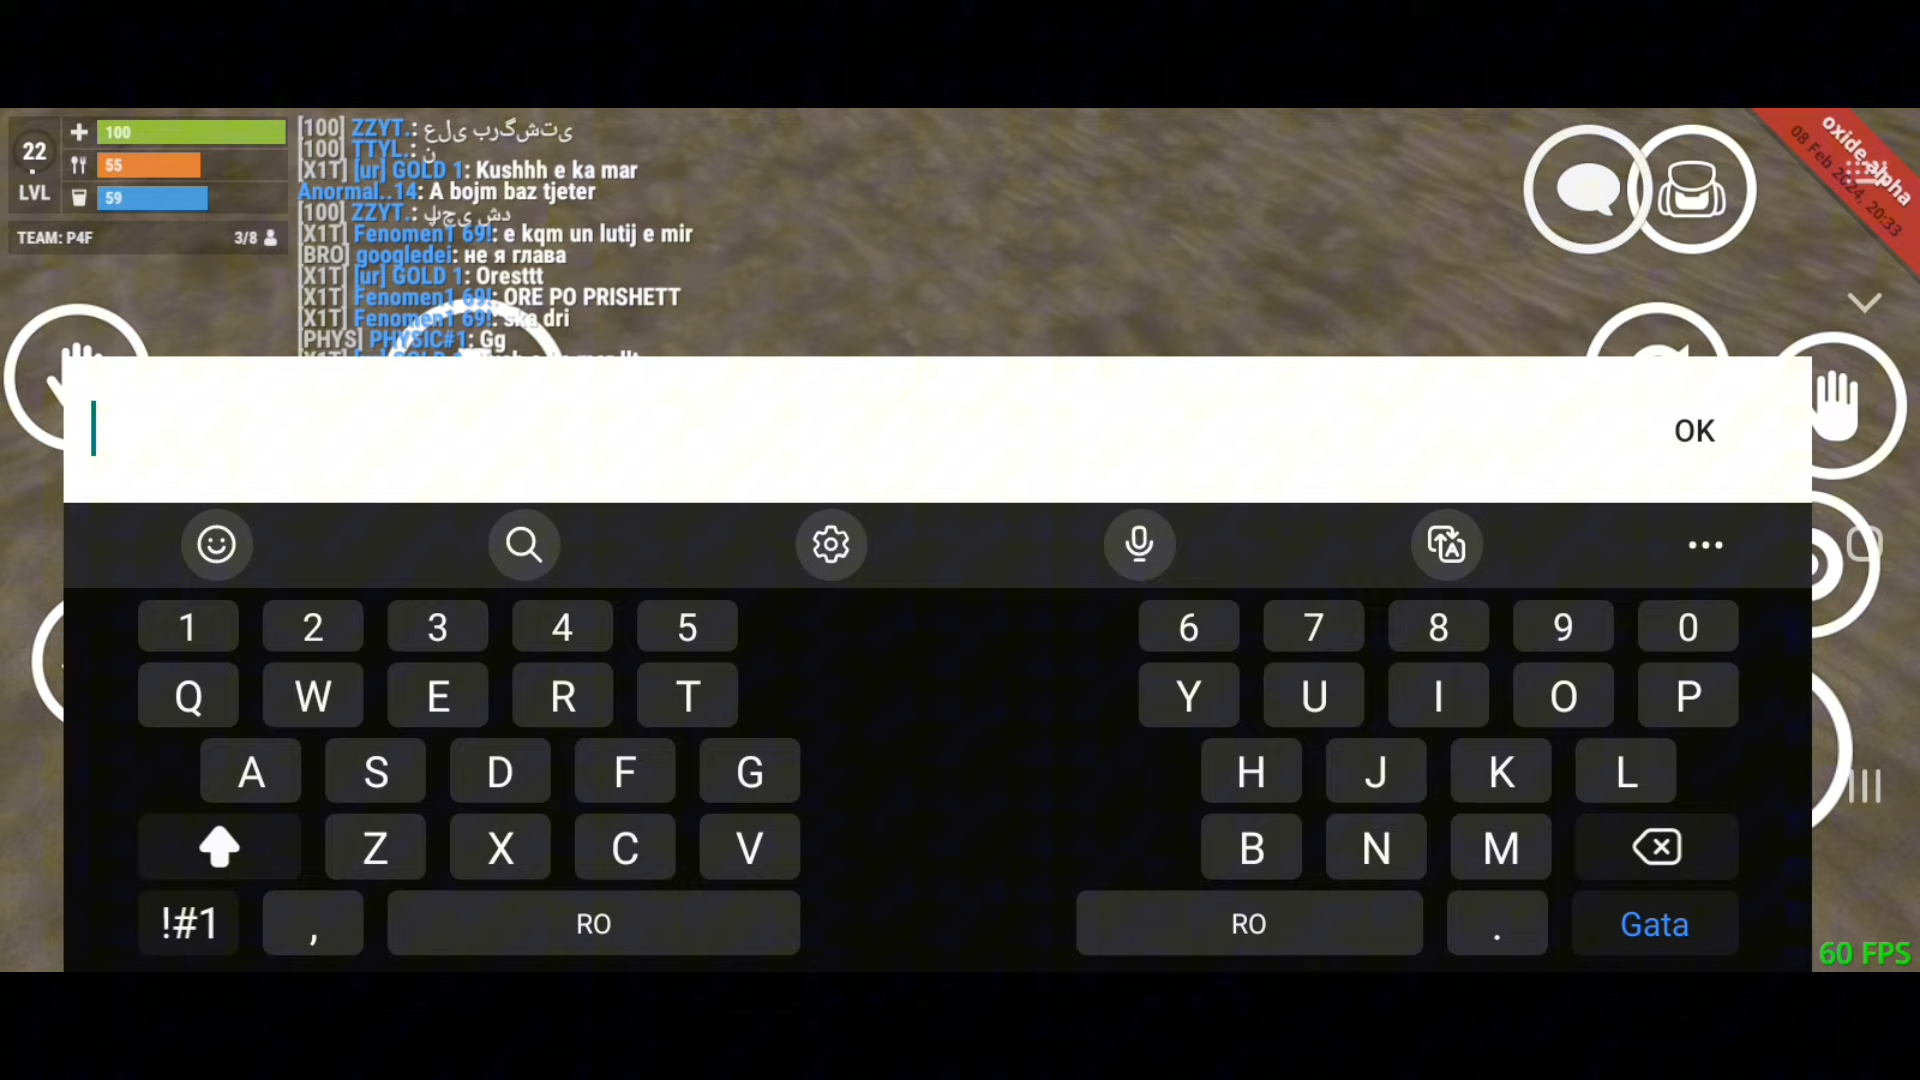 22
LVL
100
55
59
TEAM: P4F 3/8
[100] ZZYT.: یتشگرب یلع
[100] TTYL.: ن
[X1T] [ur] GOLD 1: Kushhh e ka mar
Anormal..14: A bojm baz tjeter
[100] ZZYT.: دش یچپ
[X1T] Fenomen1 69!: e kqm un lutij e mir
[BRO] googledei: не я глава
[X1T] [ur] GOLD 1: Oresttt
[X1T] Fenomen1 69!: ORE PO PRISHETT
[X1T] Fenomen1 69!: ska dri
[PHYS] PHYSIC#1: Gg
oxide.alpha
08 Feb 2024, 20:33
OK
1 2 3 4 5 6 7 8 9 0
Q W E R T Y U I O P
A S D F G H J K L
Z X C V B N M
!#1 , RO RO . Gata
60 FPS